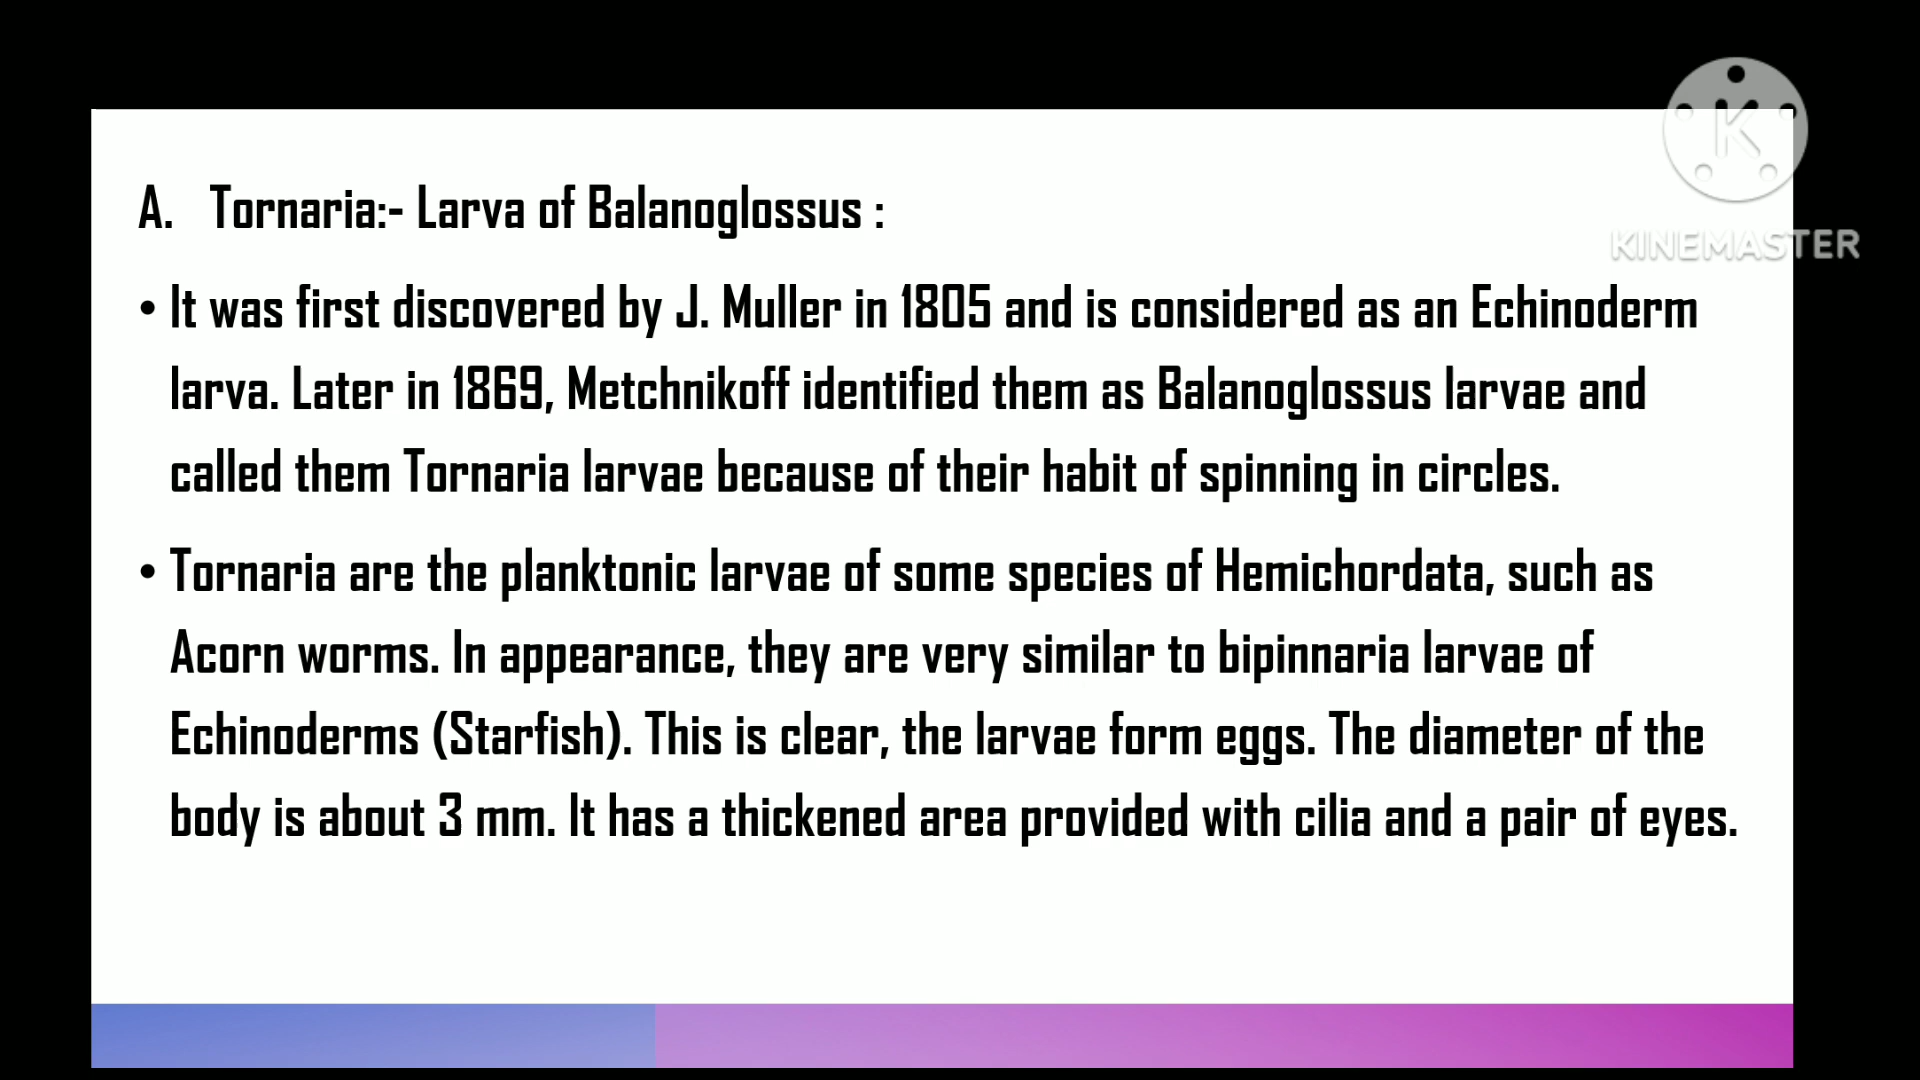 KINEMASTER
A. Tornaria:- Larva of Balanoglossus :
• It was first discovered by J. Muller in 1805 and is considered as an Echinoderm
larva. Later in 1869, Metchnikoff identified them as Balanoglossus larvae and
called them Tornaria larvae because of their habit of spinning in circles.
• Tornaria are the planktonic larvae of some species of Hemichordata, such as
Acorn worms. In appearance, they are very similar to bipinnaria larvae of
Echinoderms (Starfish). This is clear, the larvae form eggs. The diameter of the
body is about 3 mm. It has a thickened area provided with cilia and a pair of eyes.